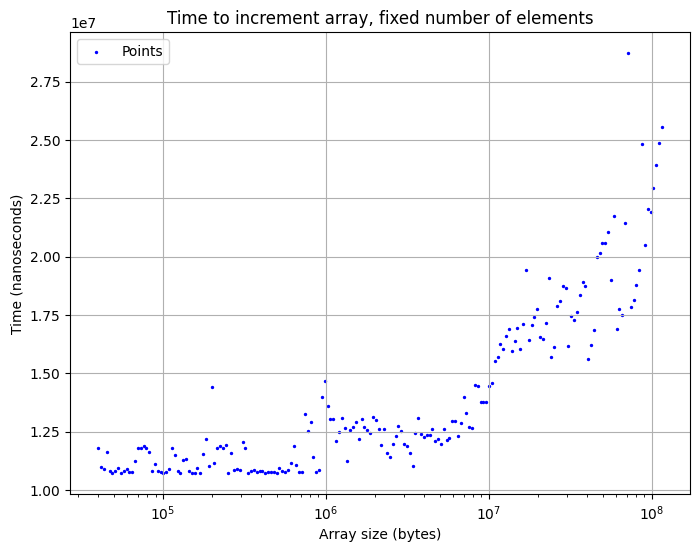 Time to increment array, fixed number of elements
1e7
Points
2.75
2.50
2.25
2.00
1.75
1.50
1.25
1.00
Time (nanoseconds)
10⁵ 10⁶ 10⁷ 10⁸
Array size (bytes)